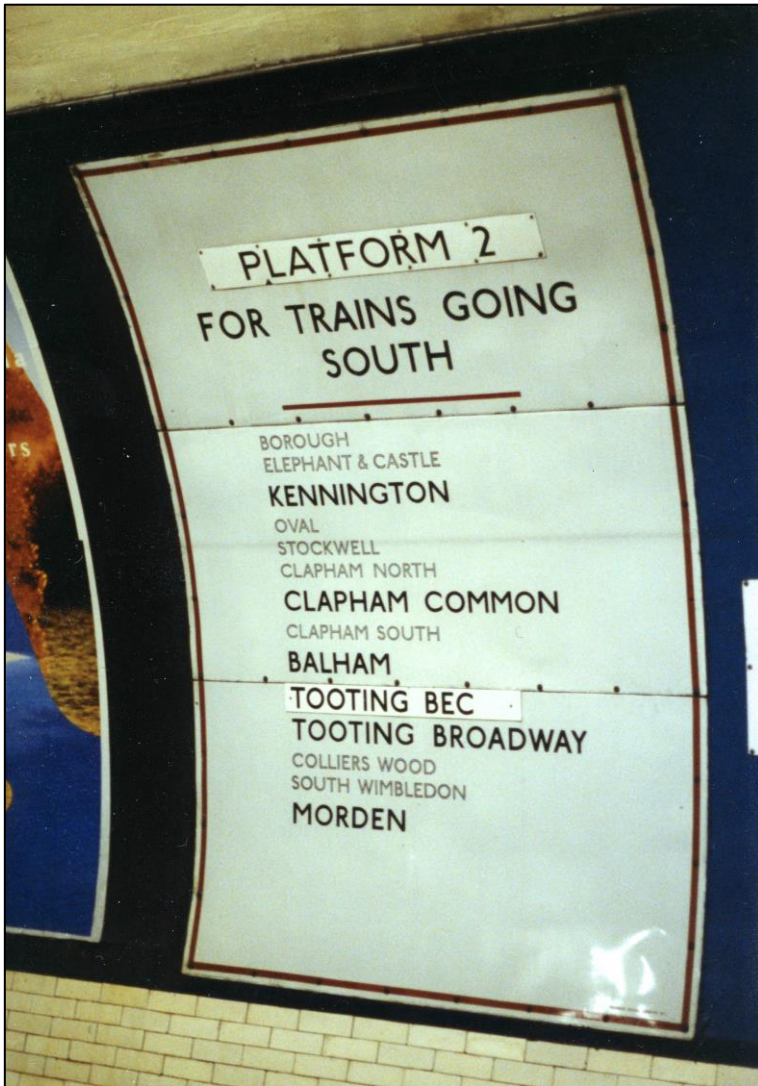 PLATFORM 2
FOR TRAINS GOING
SOUTH
BOROUGH
ELEPHANT & CASTLE
KENNINGTON
OVAL
STOCKWELL
CLAPHAM NORTH
CLAPHAM COMMON
CLAPHAM SOUTH
BALHAM
TOOTING BEC
TOOTING BROADWAY
COLLIERS WOOD
SOUTH WIMBLEDON
MORDEN